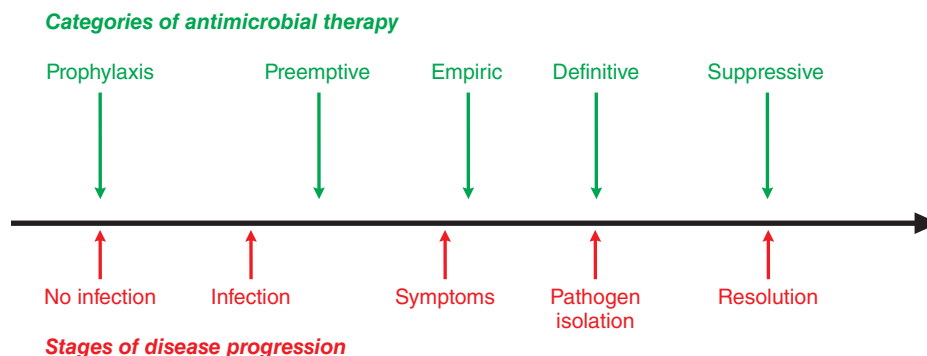 Categories of antimicrobial therapy
Prophylaxis Preemptive Empiric Definitive Suppressive
No infection Infection Symptoms Pathogen isolation Resolution
Stages of disease progression